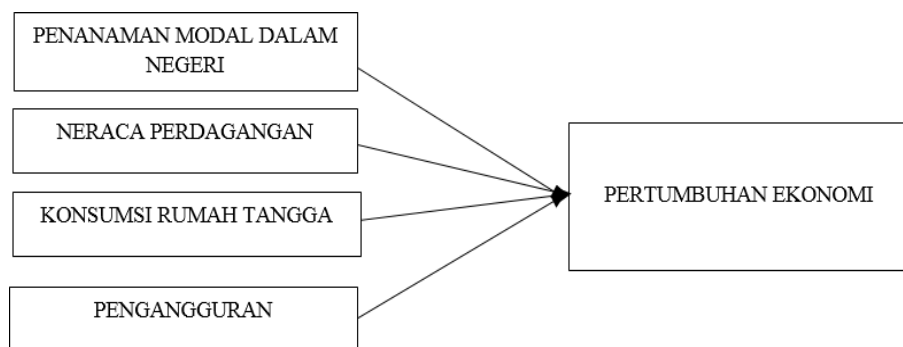 PENANAMAN MODAL DALAM
NEGERI
NERACA PERDAGANGAN
KONSUMSI RUMAH TANGGA
PENGANGGURAN
PERTUMBUHAN EKONOMI